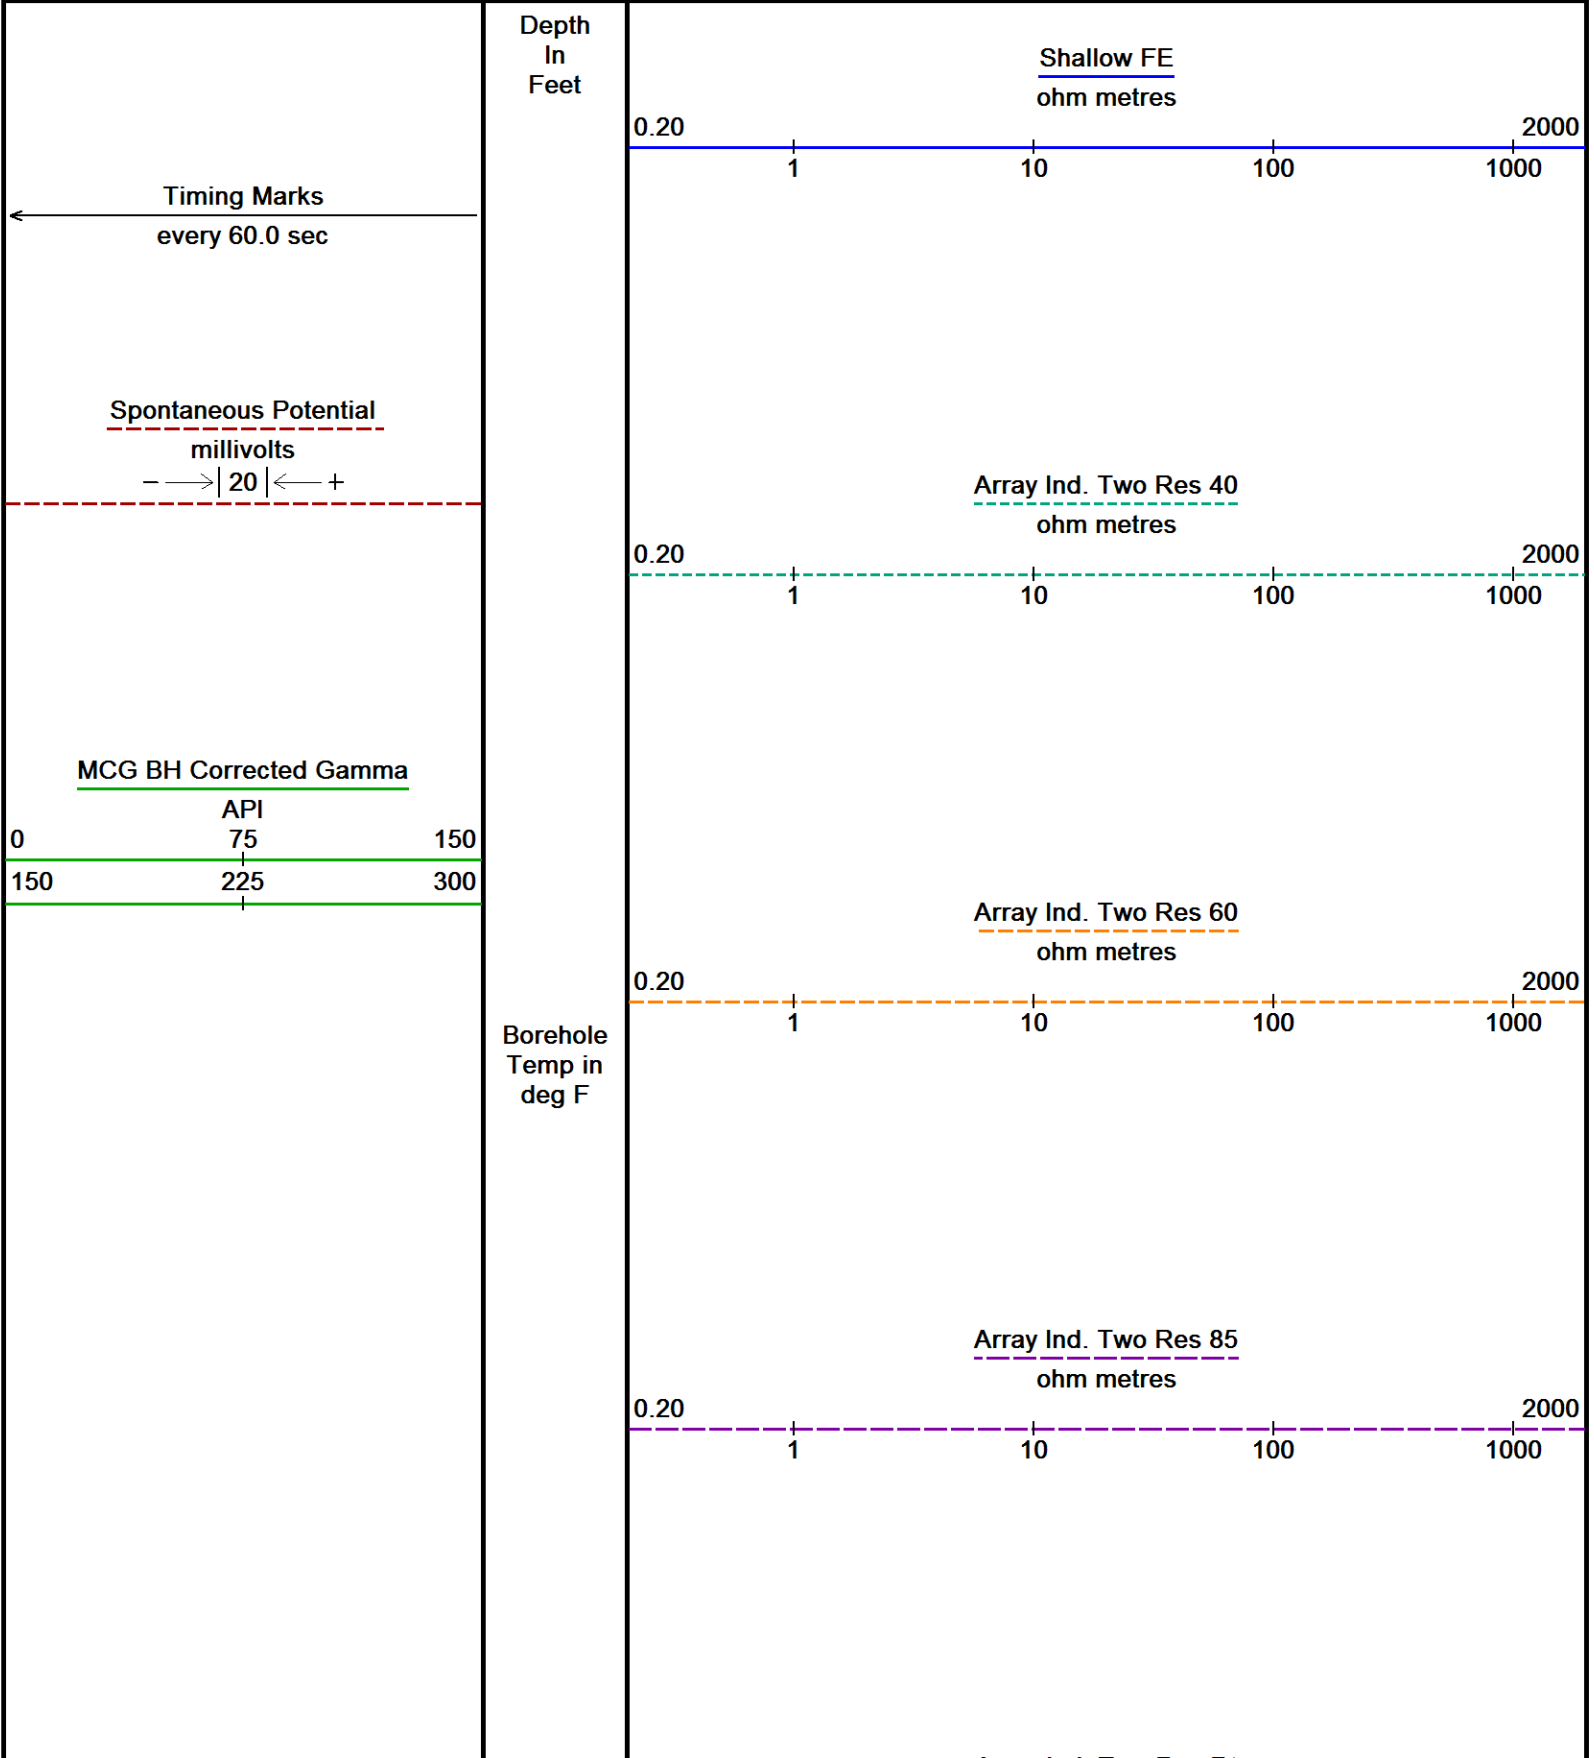 Timing Marks
every 60.0 sec
Spontaneous Potential
millivolts
− 20 +
MCG BH Corrected Gamma
API
0 75 150
150 225 300
Depth
In
Feet
Borehole
Temp in
deg F
Shallow FE
ohm metres
0.20 2000
1 10 100 1000
Array Ind. Two Res 40
ohm metres
0.20 2000
1 10 100 1000
Array Ind. Two Res 60
ohm metres
0.20 2000
1 10 100 1000
Array Ind. Two Res 85
ohm metres
0.20 2000
1 10 100 1000